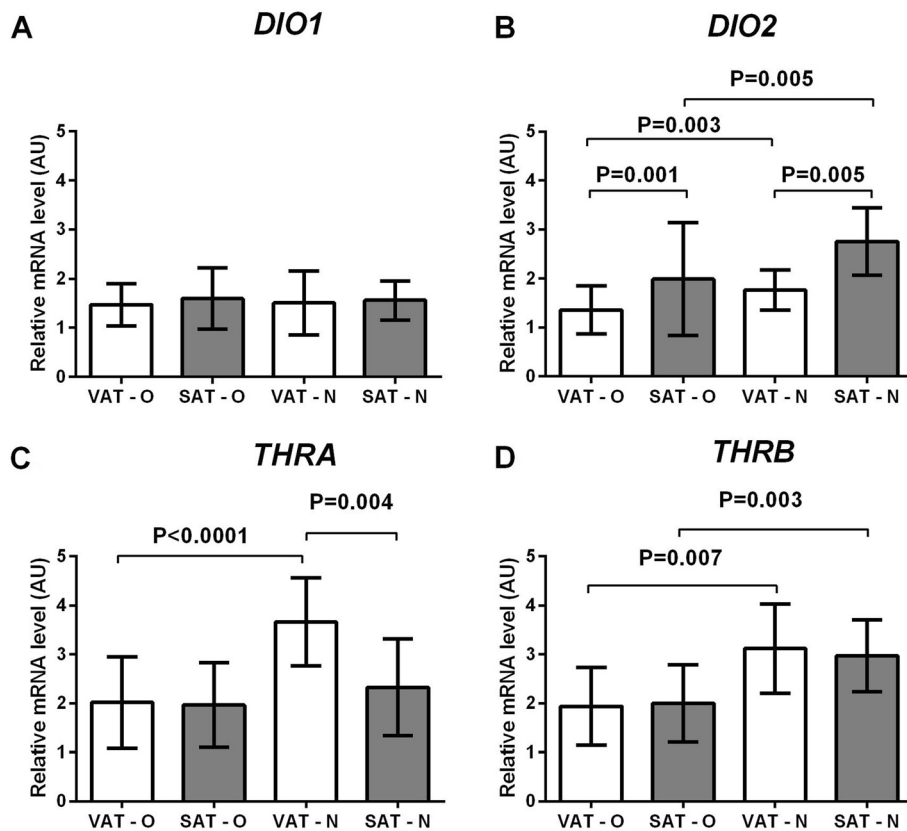 A
DIO1
Relative mRNA level (AU)
5
4
3
2
1
0
VAT - O
SAT - O
VAT - N
SAT - N
B
DIO2
P=0.005
P=0.003
P=0.001
P=0.005
Relative mRNA level (AU)
5
4
3
2
1
0
VAT - O
SAT - O
VAT - N
SAT - N
C
THRA
P=0.004
P<0.0001
Relative mRNA level (AU)
5
4
3
2
1
0
VAT - O
SAT - O
VAT - N
SAT - N
D
THRB
P=0.003
P=0.007
Relative mRNA level (AU)
5
4
3
2
1
0
VAT - O
SAT - O
VAT - N
SAT - N